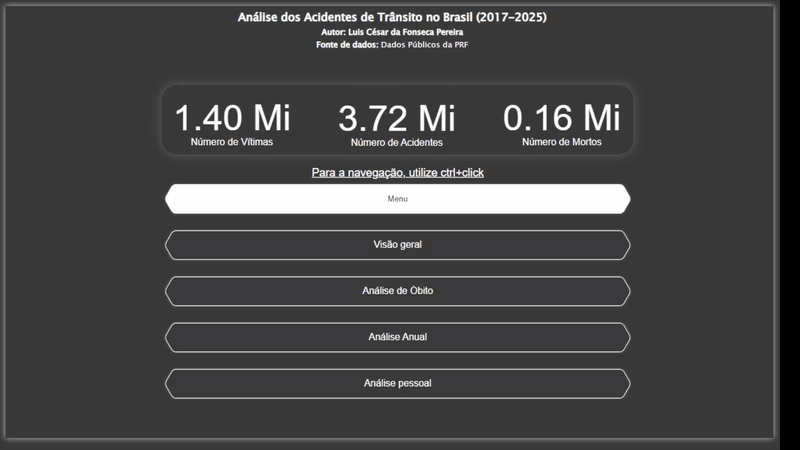 Análise dos Acidentes de Trânsito no Brasil (2017-2025)
Autor: Luis César da Fonseca Pereira
Fonte de dados: Dados Públicos da PRF
1.40 Mi
3.72 Mi
0.16 Mi
Número de Vítimas
Número de Acidentes
Número de Mortos
Para a navegação, utilize ctrl+click
Menu
Visão geral
Análise de Óbito
Análise Anual
Análise pessoal